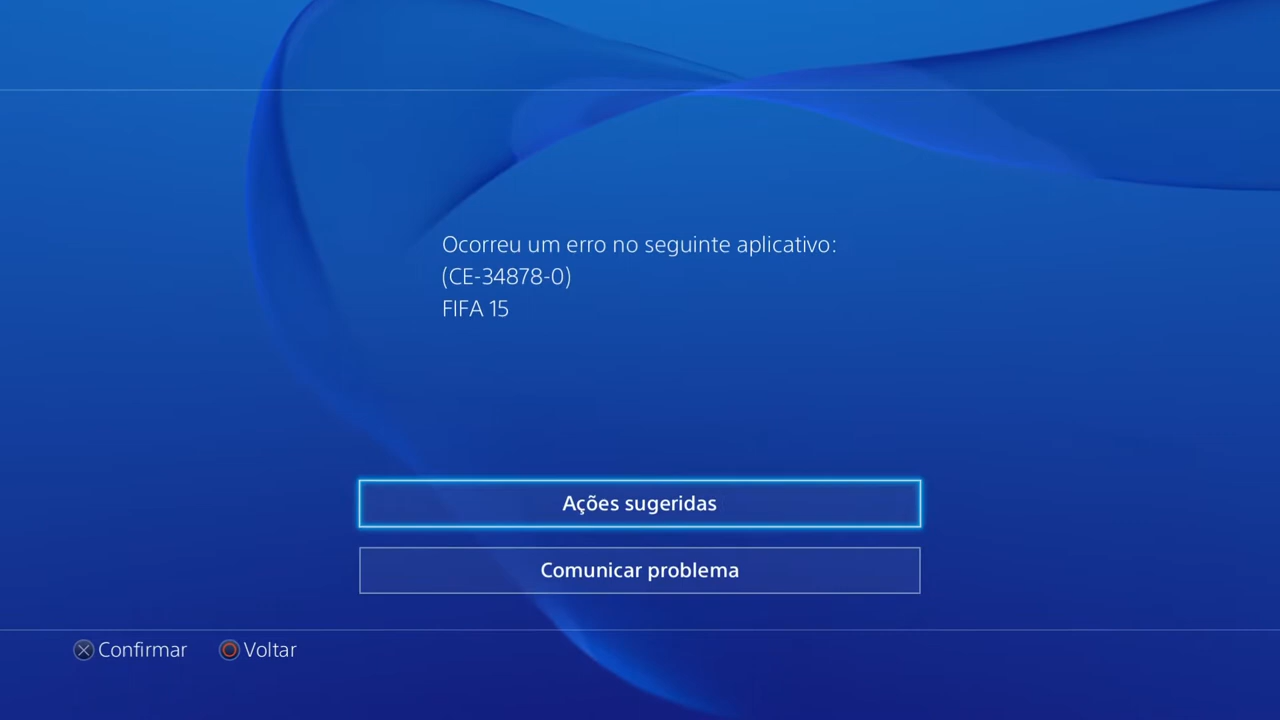 Ocorreu um erro no seguinte aplicativo:
(CE-34878-0)
FIFA 15
Ações sugeridas
Comunicar problema
Confirmar
Voltar